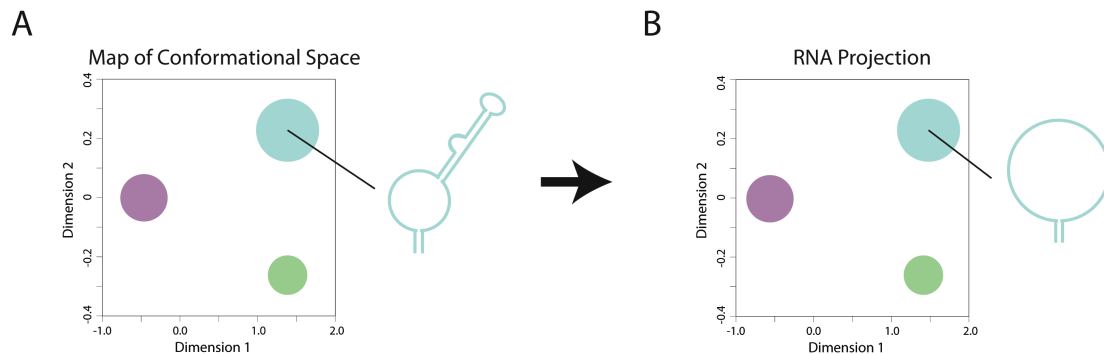 A
Map of Conformational Space
0.4
0.2
0
-0.2
-0.4
Dimension 2
-1.0 0.0 1.0 2.0
Dimension 1
B
RNA Projection
0.4
0.2
0
-0.2
-0.4
Dimension 2
-1.0 0.0 1.0 2.0
Dimension 1